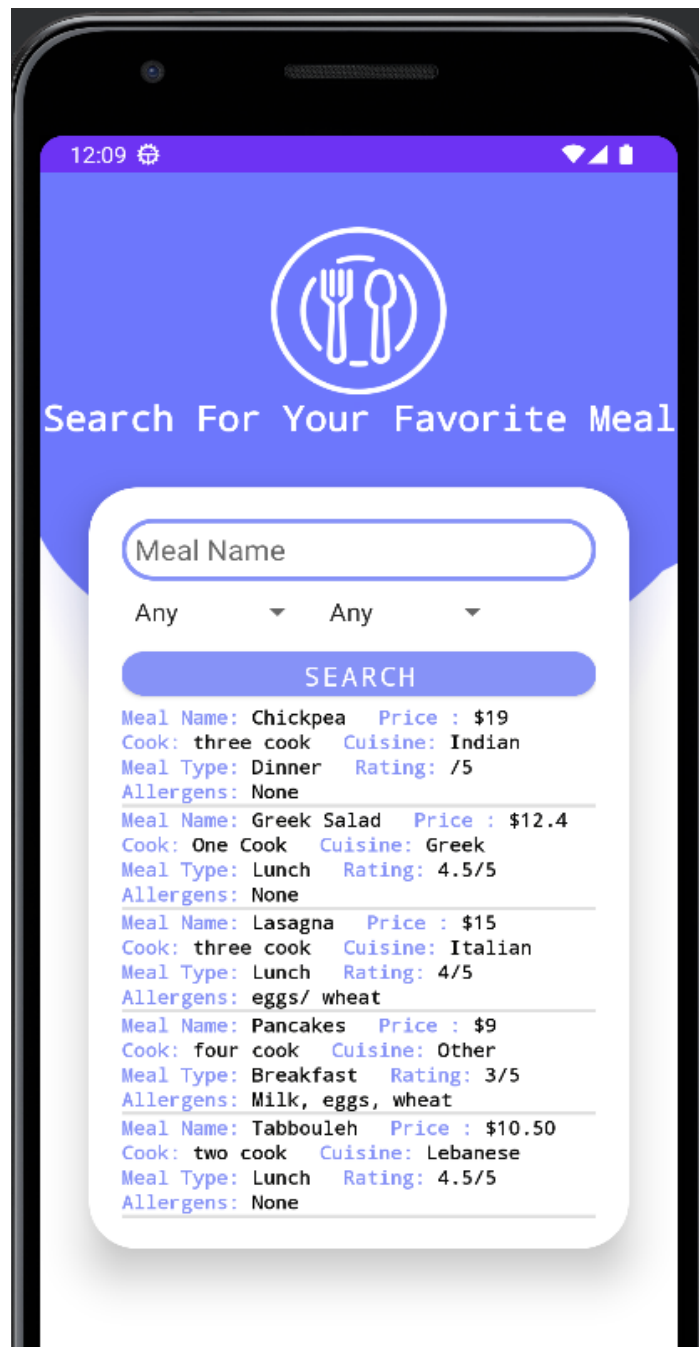 12:09
Search For Your Favorite Meal
Meal Name
Any Any
SEARCH
Meal Name: Chickpea Price : $19
Cook: three cook Cuisine: Indian
Meal Type: Dinner Rating: /5
Allergens: None
Meal Name: Greek Salad Price : $12.4
Cook: One Cook Cuisine: Greek
Meal Type: Lunch Rating: 4.5/5
Allergens: None
Meal Name: Lasagna Price : $15
Cook: three cook Cuisine: Italian
Meal Type: Lunch Rating: 4/5
Allergens: eggs/ wheat
Meal Name: Pancakes Price : $9
Cook: four cook Cuisine: Other
Meal Type: Breakfast Rating: 3/5
Allergens: Milk, eggs, wheat
Meal Name: Tabbouleh Price : $10.50
Cook: two cook Cuisine: Lebanese
Meal Type: Lunch Rating: 4.5/5
Allergens: None